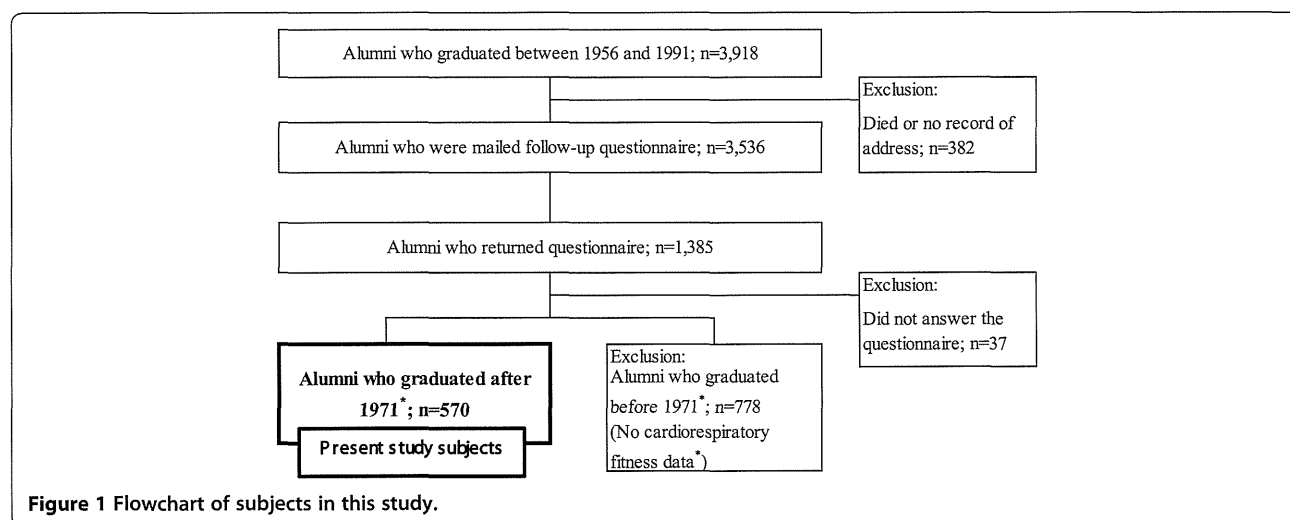 Alumni who graduated between 1956 and 1991; n=3,918
Exclusion:
Died or no record of
address; n=382
Alumni who were mailed follow-up questionnaire; n=3,536
Alumni who returned questionnaire; n=1,385
Exclusion:
Did not answer the
questionnaire; n=37
Alumni who graduated after
1971*; n=570
Present study subjects
Exclusion:
Alumni who graduated
before 1971*; n=778
(No cardiorespiratory
fitness data*)
Figure 1 Flowchart of subjects in this study.